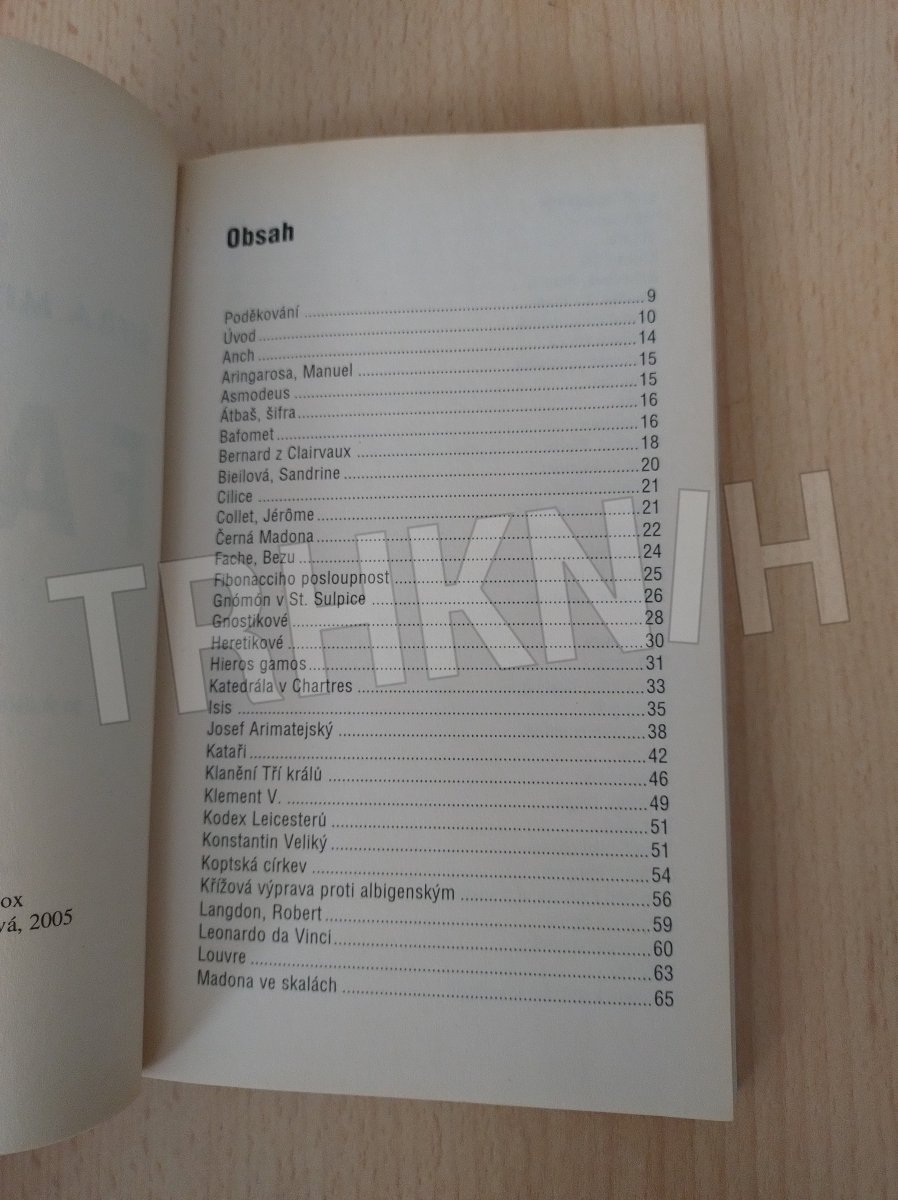 ox
vá, 2005
Obsah
Poděkování ........ 9
Úvod ........ 10
Anch ........ 14
Aringarosa, Manuel ........ 15
Asmodeus ........ 15
Átbaš, šifra ........ 16
Bafomet ........ 16
Bernard z Clairvaux ........ 18
Bieilová, Sandrine ........ 20
Cilice ........ 21
Collet, Jérôme ........ 21
Černá Madona ........ 22
Fache, Bezu ........ 24
Fibonacciho posloupnost ........ 25
Gnómón v St. Sulpice ........ 26
Gnostikové ........ 28
Heretikové ........ 30
Hieros gamos ........ 31
Katedrála v Chartres ........ 33
Isis ........ 35
Josef Arimatejský ........ 38
Kataři ........ 42
Klanění Tří králů ........ 46
Klement V. ........ 49
Kodex Leicesterů ........ 51
Konstantin Veliký ........ 51
Koptská církev ........ 54
Křížová výprava proti albigenským ........ 56
Langdon, Robert ........ 59
Leonardo da Vinci ........ 60
Louvre ........ 63
Madona ve skalách ........ 65
TRHKNIH